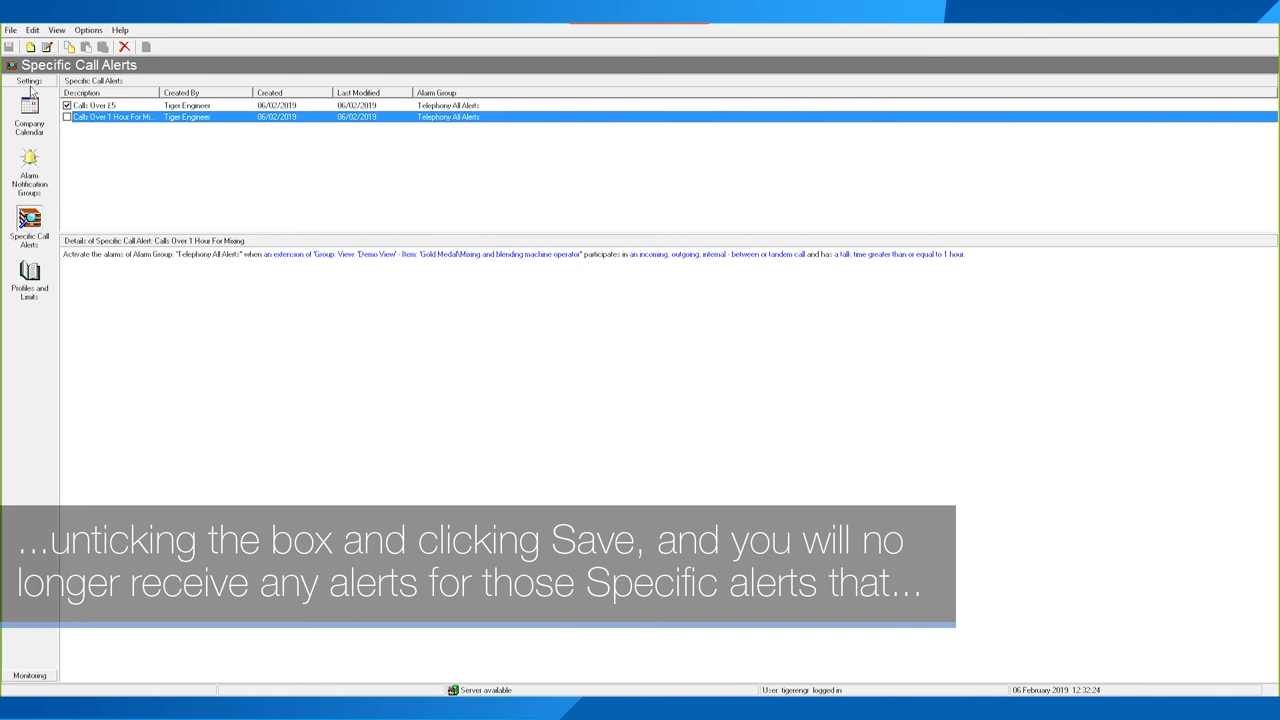 File Edit View Options Help
Specific Call Alerts
Settings
Specific Call Alerts
Description Created By Created Last Modified Alarm Group
Calls Over £5 Tiger Engineer 06/02/2019 06/02/2019 Telephony All Alerts
Calls Over 1 Hour For Mi... Tiger Engineer 06/02/2019 06/02/2019 Telephony All Alerts
Company
Calendar
Alarm
Notification
Groups
Specific Call
Alerts
Profiles and
Limits
Details of Specific Call Alert: Calls Over 1 Hour For Mixing
Activate the alarms of Alarm Group: "Telephony All Alerts" when an extension of 'Group: View: 'Demo View' - Item: 'Gold Medal\Mixing and blending machine operator'' participates in an incoming, outgoing, internal - between or tandem call and has a talk time greater than or equal to 1 hour.
...unticking the box and clicking Save, and you will no
longer receive any alerts for those Specific alerts that...
Monitoring
Server available User: tigerengr logged in 06 February 2019 12:32:24